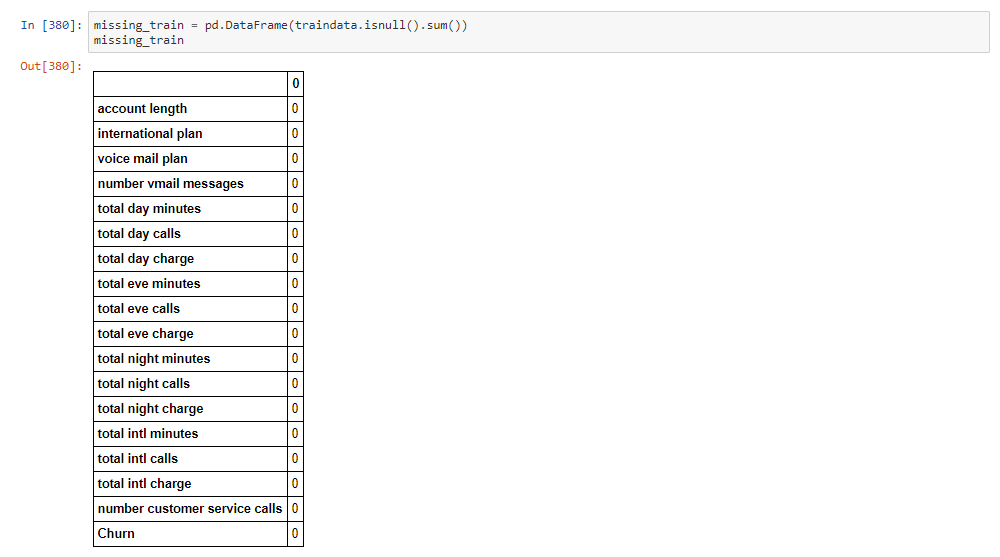 In [380]: missing_train = pd.DataFrame(traindata.isnull().sum())
missing_train
Out[380]:
0
account length 0
international plan 0
voice mail plan 0
number vmail messages 0
total day minutes 0
total day calls 0
total day charge 0
total eve minutes 0
total eve calls 0
total eve charge 0
total night minutes 0
total night calls 0
total night charge 0
total intl minutes 0
total intl calls 0
total intl charge 0
number customer service calls 0
Churn 0